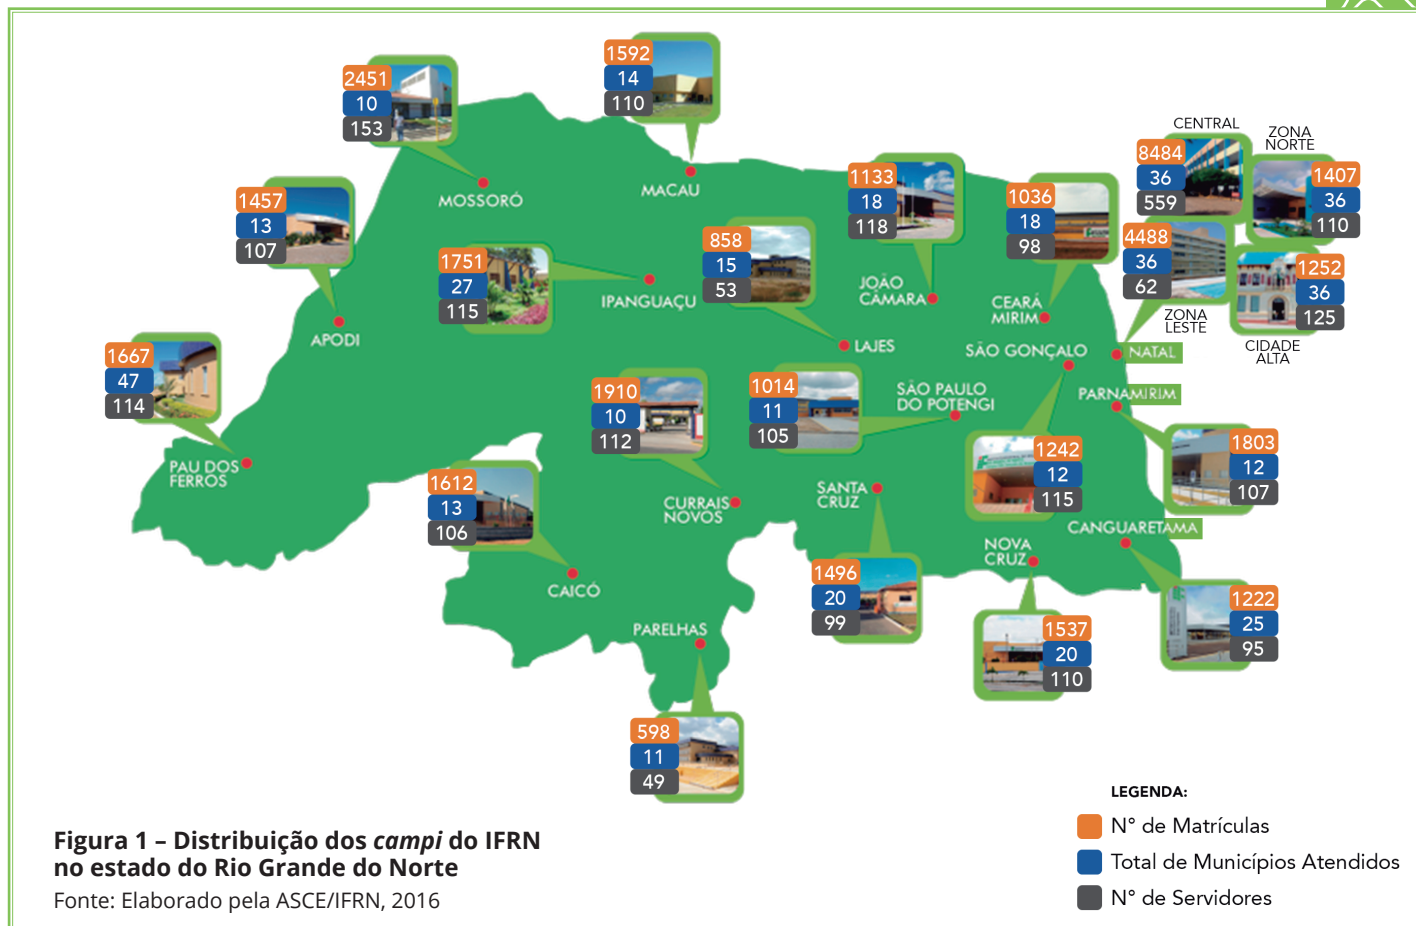 1592
14
110
MACAU
2451
10
153
MOSSORÓ
CENTRAL
8484
36
559
ZONA
NORTE
1407
36
110
1133
18
118
JOÃO
CÂMARA
1036
18
98
CEARÁ
MIRIM
1457
13
107
APODI
4488
36
62
ZONA
LESTE
1252
36
125
CIDADE
ALTA
NATAL
1751
27
115
IPANGUAÇU
858
15
53
LAJES
SÃO GONÇALO
1242
12
115
1667
47
114
PAU DOS
FERROS
1910
10
112
CURRAIS
NOVOS
1014
11
105
SÃO PAULO
DO POTENGI
PARNAMIRIM
1803
12
107
1612
13
106
CAICÓ
SANTA
CRUZ
1496
20
99
NOVA
CRUZ
1537
20
110
CANGUARETAMA
1222
25
95
PARELHAS
598
11
49
Figura 1 – Distribuição dos campi do IFRN
no estado do Rio Grande do Norte
Fonte: Elaborado pela ASCE/IFRN, 2016
LEGENDA:
N° de Matrículas
Total de Municípios Atendidos
N° de Servidores